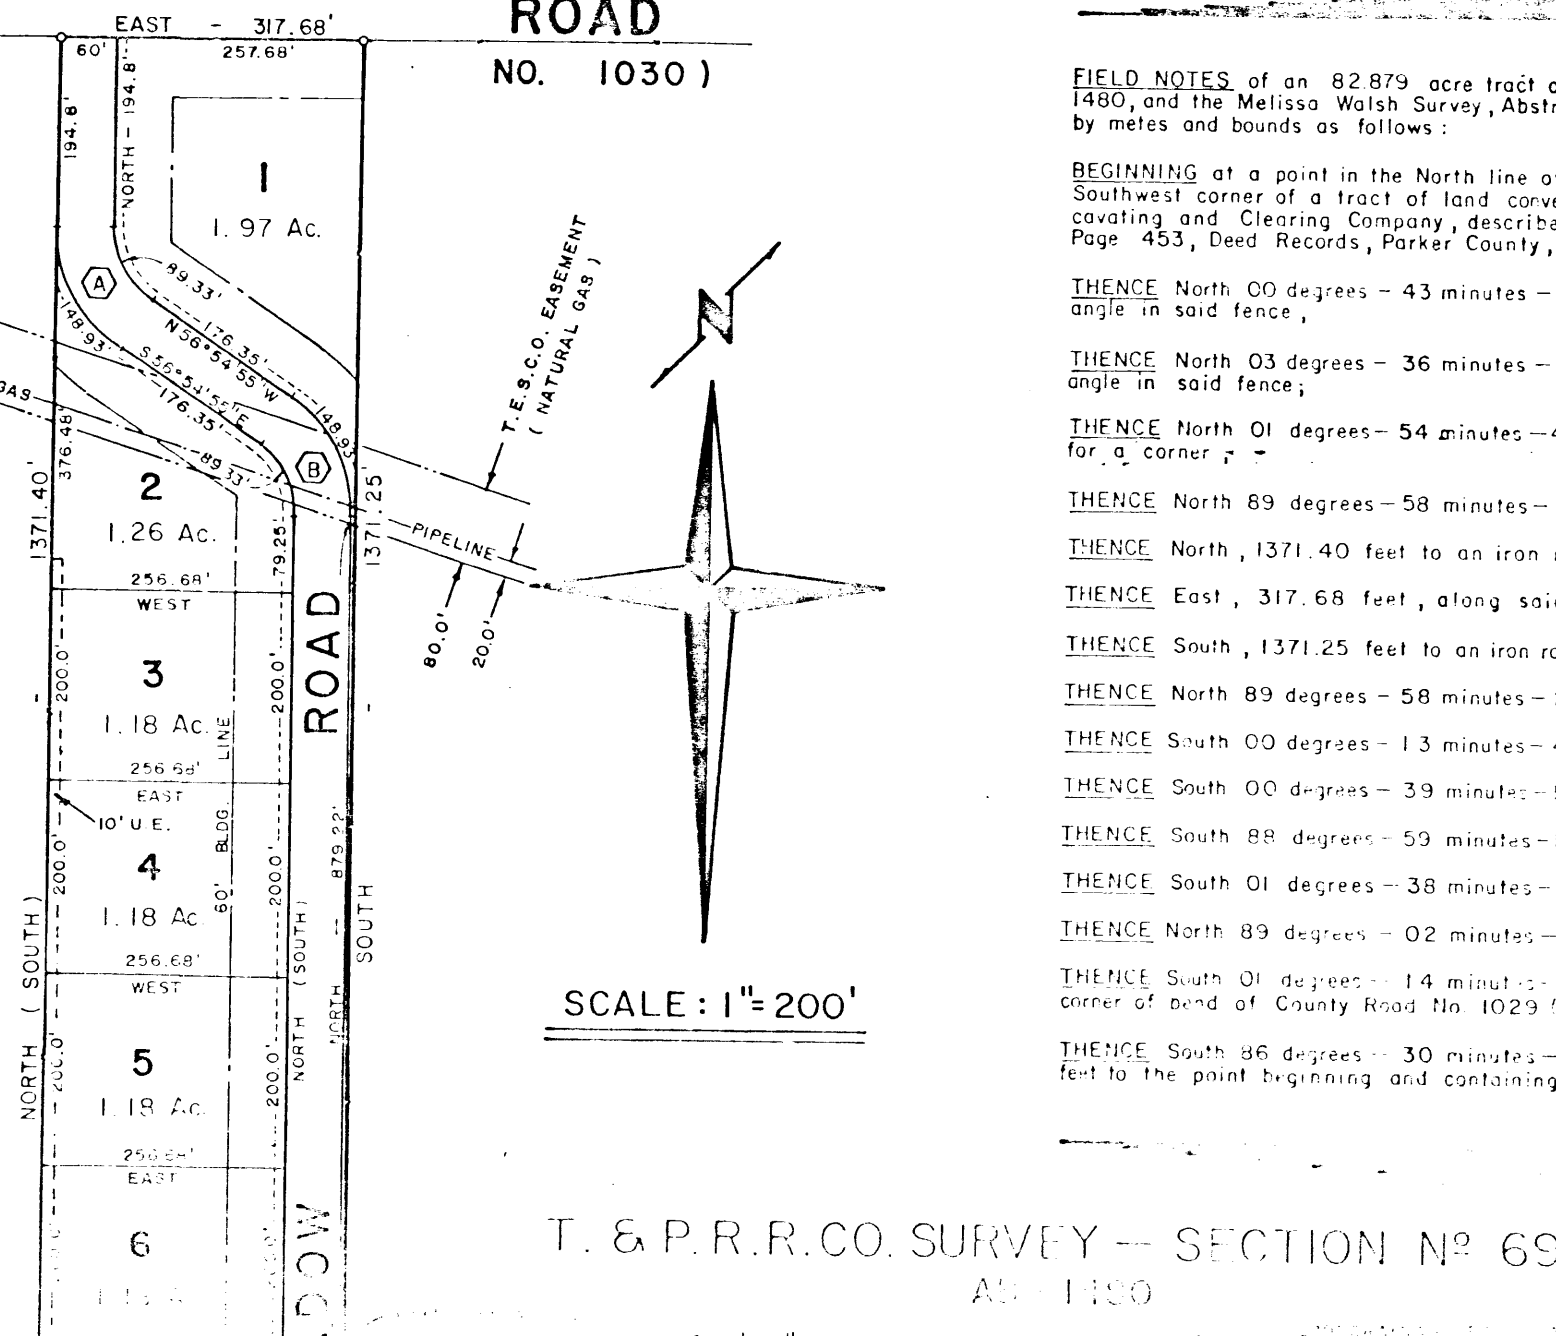 EAST - 317.68'
ROAD
60'
257.68'
NO. 1030 )
194.8'
NORTH - 194.8'
1
1.97 Ac.
A
89.33'
148.93'
176.35'
N 56°54'55" W
S 56°54'55" E
176.35'
148.93'
T.E.S.C.O. EASEMENT
( NATURAL GAS )
N
GAS
376.48'
89.33'
B
1371.40'
1371.25'
2
1.26 Ac.
79.25'
PIPELINE
256.68'
WEST
80.0'
20.0'
ROAD
200.0'
3
200.0'
1.18 Ac.
60' BLDG. LINE
256.68'
EAST
10' U.E.
879.22'
200.0'
4
200.0'
1.18 Ac.
256.68'
WEST
NORTH ( SOUTH )
NORTH (SOUTH)
NORTH
SOUTH
SCALE: 1"=200'
200.0'
5
200.0'
1.18 Ac.
256.68'
EAST
6
DOW
FIELD NOTES of an 82.879 acre tract
1480, and the Melissa Walsh Survey, Abstr
by metes and bounds as follows:
BEGINNING at a point in the North line o
Southwest corner of a tract of land conve
cavating and Clearing Company, describe
Page 453, Deed Records, Parker County,
THENCE North 00 degrees - 43 minutes -
angle in said fence,
THENCE North 03 degrees - 36 minutes -
angle in said fence;
THENCE North 01 degrees - 54 minutes - 4
for a corner;
THENCE North 89 degrees - 58 minutes -
THENCE North, 1371.40 feet to an iron
THENCE East, 317.68 feet, along sai
THENCE South, 1371.25 feet to an iron ro
THENCE North 89 degrees - 58 minutes -
THENCE South 00 degrees - 13 minutes - 4
THENCE South 00 degrees - 39 minutes -
THENCE South 88 degrees - 59 minutes -
THENCE South 01 degrees - 38 minutes -
THENCE North 89 degrees - 02 minutes -
THENCE South 01 degrees - 14 minutes -
corner of bend of County Road No. 1029
THENCE South 86 degrees - 30 minutes -
feet to the point beginning and containing
T. & P. R. R. CO. SURVEY - SECTION Nº 69